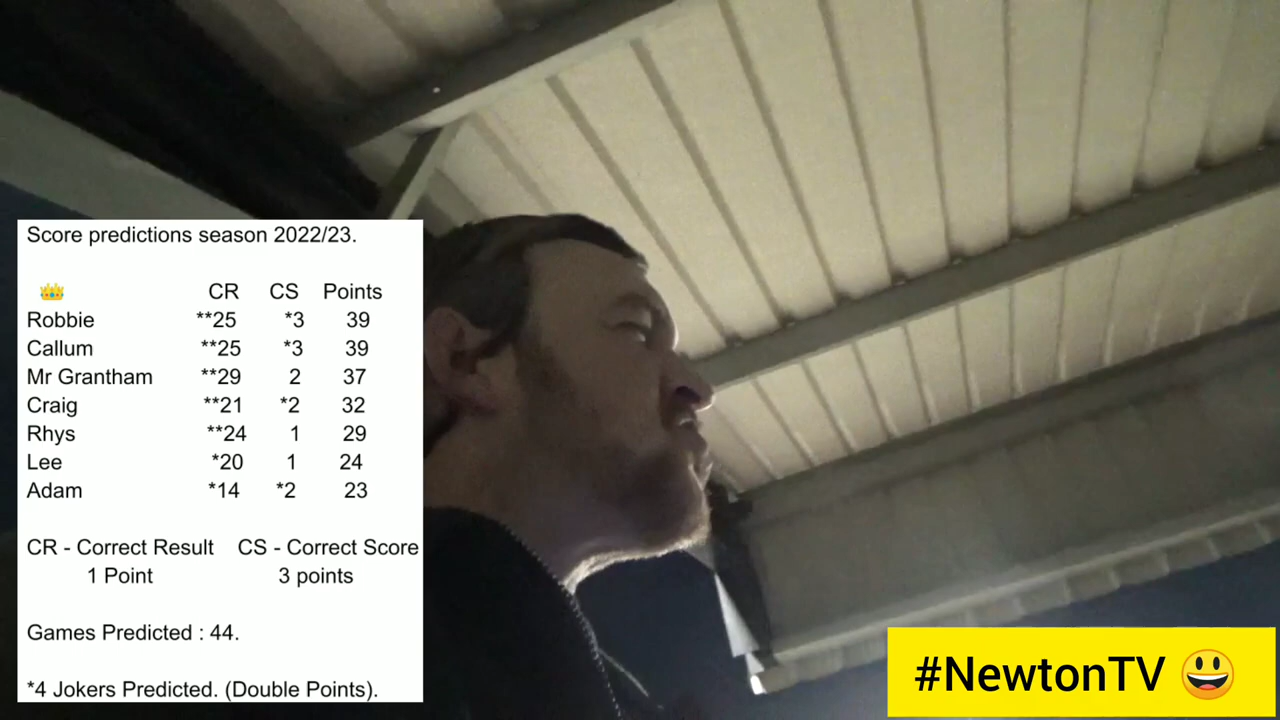 Score predictions season 2022/23.
👑 CR CS Points
Robbie **25 *3 39
Callum **25 *3 39
Mr Grantham **29 2 37
Craig **21 *2 32
Rhys **24 1 29
Lee *20 1 24
Adam *14 *2 23
CR - Correct Result CS - Correct Score
1 Point 3 points
Games Predicted : 44.
*4 Jokers Predicted. (Double Points).
#NewtonTV 😃